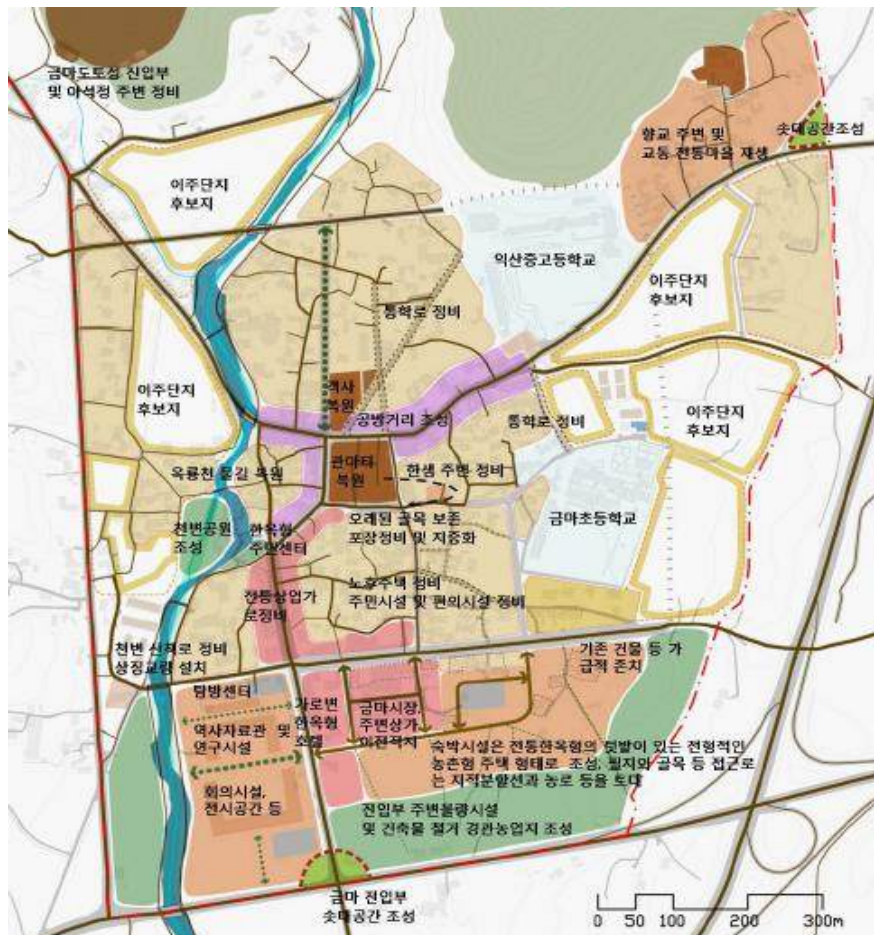 금마도토성 진입부
및 마석정 주변 정비
향교 주변 및
교동 전통마을 재생
솟대공간조성
이주단지
후보지
익산중고등학교
이주단지
후보지
통학로 정비
이주단지
후보지
객사
복원
공방거리 조성
통학로 정비
이주단지
후보지
옥룡천 물길 복원
관아터
복원
한샘 주변 정비
천변공원
조성
한옥형
주민센터
오래된 골목 보존
포장정비 및 지중화
금마초등학교
전통상업가
로정비
노후주택 정비
주민시설 및 편의시설 정비
천변 산책로 정비
상징교량 설치
기존 건물 등 가
급적 존치
탐방센터
역사자료관 및
연구시설
가로변
한옥형
호텔
금마시장,
주변상가
이전적지
숙박시설은 전통한옥형의 텃밭이 있는 전형적인
농촌형 주택 형태로 조성, 필지와 골목 등 접근로
는 지적분할선과 농로 등을 토대
회의시설,
전시공간 등
진입부 주변불량시설
및 건축물 철거 경관농업지 조성
금마 진입부
솟대공간 조성
0 50 100 200 300m